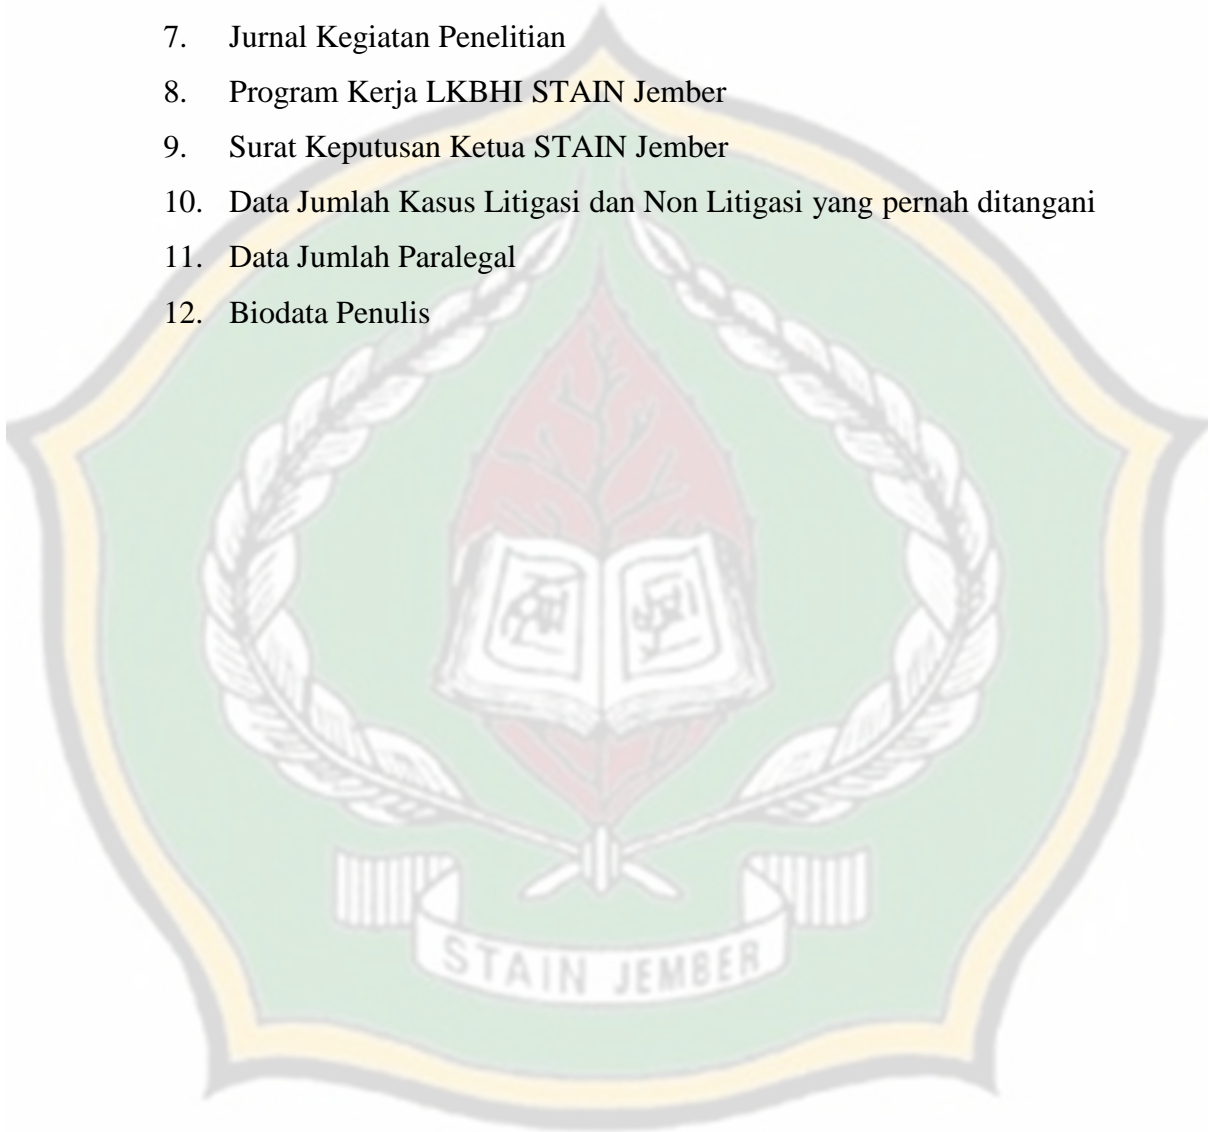 7. Jurnal Kegiatan Penelitian
8. Program Kerja LKBHI STAIN Jember
9. Surat Keputusan Ketua STAIN Jember
10. Data Jumlah Kasus Litigasi dan Non Litigasi yang pernah ditangani
11. Data Jumlah Paralegal
12. Biodata Penulis
STAIN JEMBER